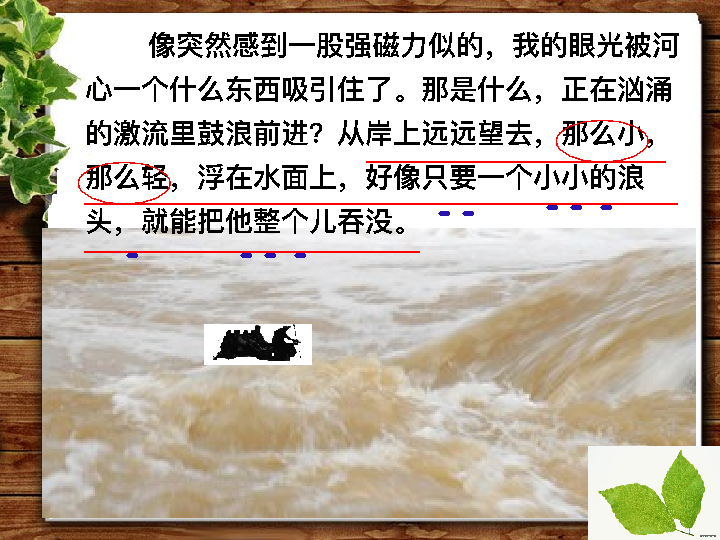 像突然感到一股强磁力似的，我的眼光被河
心一个什么东西吸引住了。那是什么，正在汹涌
的激流里鼓浪前进？从岸上远远望去，那么小，
那么轻，浮在水面上，好像只要一个小小的浪
头，就能把他整个儿吞没。